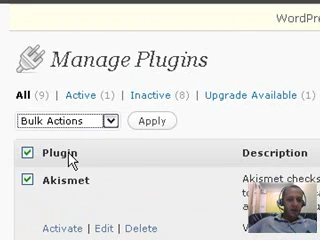 WordPre
Manage Plugins
All (9) | Active (1) | Inactive (8) | Upgrade Available (1)
Bulk Actions Apply
Plugin Description
Akismet Akismet checks
Activate | Edit | Delete